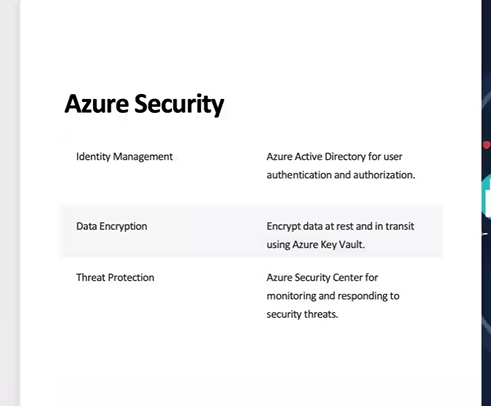 Azure Security
Identity Management
Azure Active Directory for user
authentication and authorization.
Data Encryption
Encrypt data at rest and in transit
using Azure Key Vault.
Threat Protection
Azure Security Center for
monitoring and responding to
security threats.